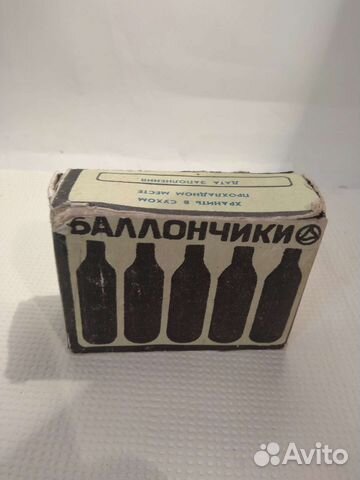 ХРАНИТЬ В СУХОМ
ПРОХЛАДНОМ МЕСТЕ
ДАТА ЗАПОЛНЕНИЯ
БАЛЛОНЧИКИ
Avito